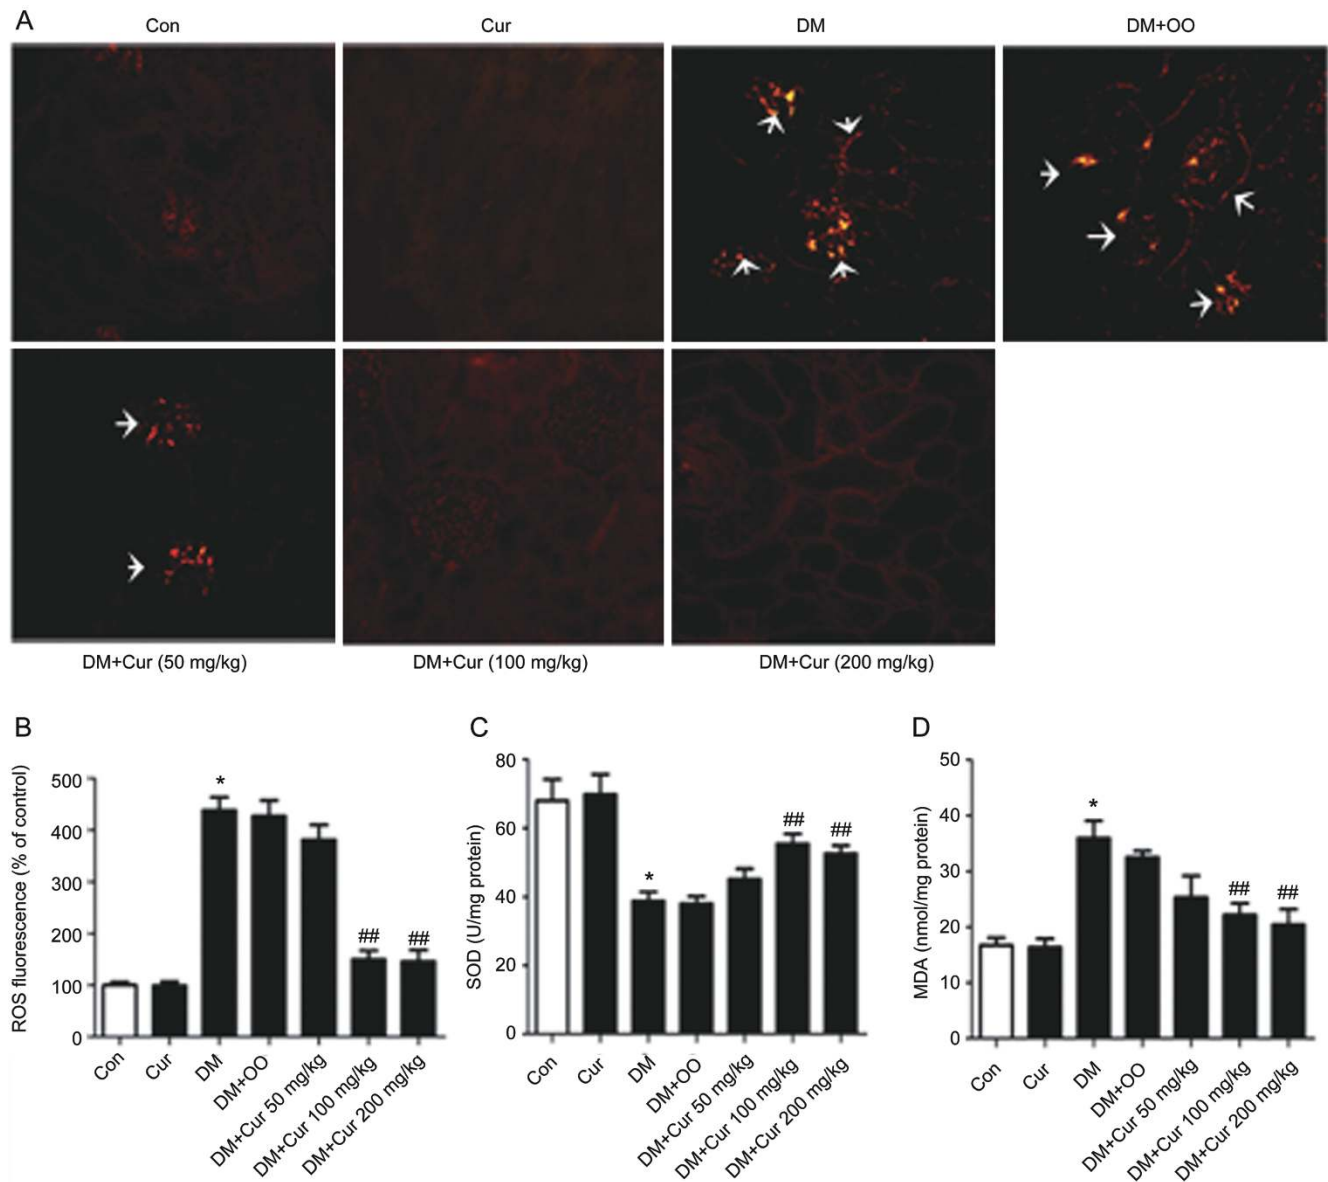 A
Con
Cur
DM
DM+OO
DM+Cur (50 mg/kg)
DM+Cur (100 mg/kg)
DM+Cur (200 mg/kg)
B
ROS fluorescence (% of control)
500
400
300
200
100
0
*
##
##
Con
Cur
DM
DM+OO
DM+Cur 50 mg/kg
DM+Cur 100 mg/kg
DM+Cur 200 mg/kg
C
SOD (U/mg protein)
80
60
40
20
0
*
##
##
Con
Cur
DM
DM+OO
DM+Cur 50 mg/kg
DM+Cur 100 mg/kg
DM+Cur 200 mg/kg
D
MDA (nmol/mg protein)
50
40
30
20
10
0
*
##
##
Con
Cur
DM
DM+OO
DM+Cur 50 mg/kg
DM+Cur 100 mg/kg
DM+Cur 200 mg/kg